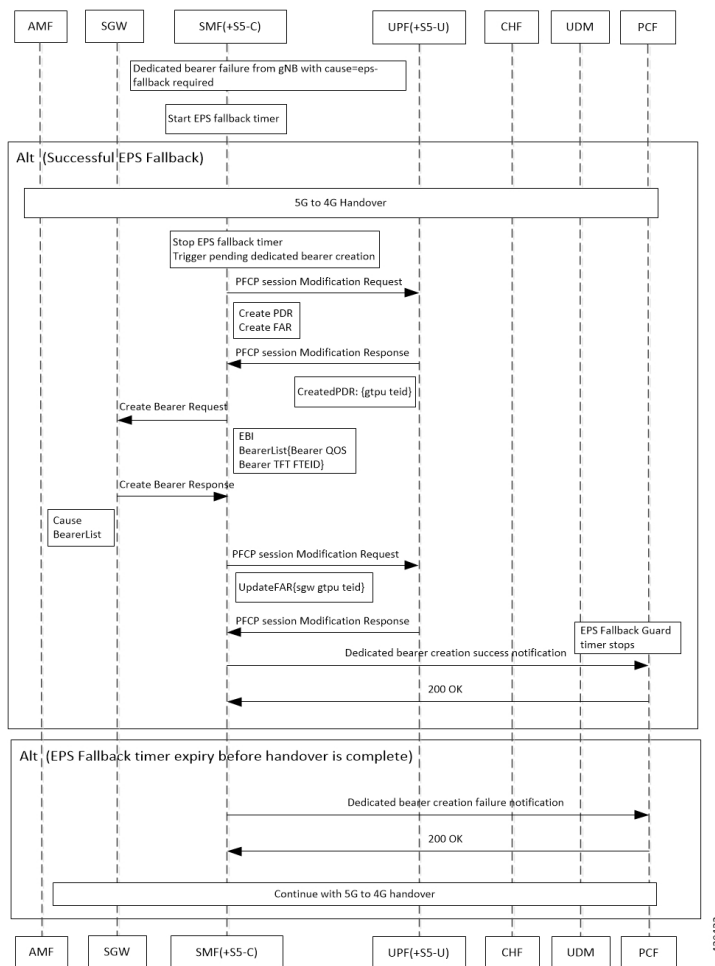 AMF
SGW
SMF(+S5-C)
UPF(+S5-U)
CHF
UDM
PCF
Dedicated bearer failure from gNB with cause=eps-
fallback required
Start EPS fallback timer
Alt (Successful EPS Fallback)
5G to 4G Handover
Stop EPS fallback timer
Trigger pending dedicated bearer creation
PFCP session Modification Request
Create PDR
Create FAR
PFCP session Modification Response
CreatedPDR: {gtpu teid}
Create Bearer Request
EBI
BearerList{Bearer QOS
Bearer TFT FTEID}
Create Bearer Response
Cause
BearerList
PFCP session Modification Request
UpdateFAR{sgw gtpu teid}
PFCP session Modification Response
EPS Fallback Guard
timer stops
Dedicated bearer creation success notification
200 OK
Alt (EPS Fallback timer expiry before handover is complete)
Dedicated bearer creation failure notification
200 OK
Continue with 5G to 4G handover
AMF
SGW
SMF(+S5-C)
UPF(+S5-U)
CHF
UDM
PCF